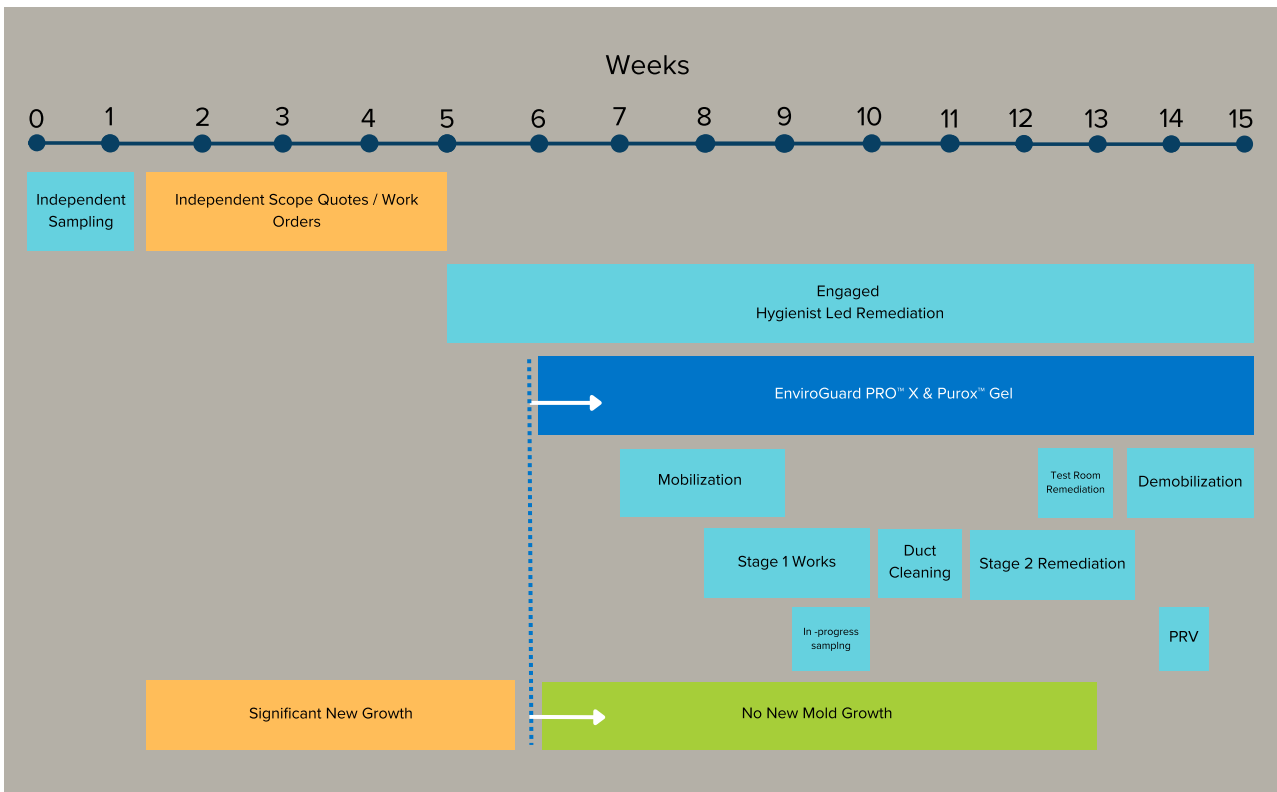 Weeks
0 1 2 3 4 5 6 7 8 9 10 11 12 13 14 15
Independent
Sampling
Independent Scope Quotes / Work
Orders
Engaged
Hygienist Led Remediation
EnviroGuard PRO™ X & Purox™ Gel
Mobilization
Test Room
Remediation
Demobilization
Stage 1 Works
Duct
Cleaning
Stage 2 Remediation
In -progress
samplng
PRV
Significant New Growth
No New Mold Growth